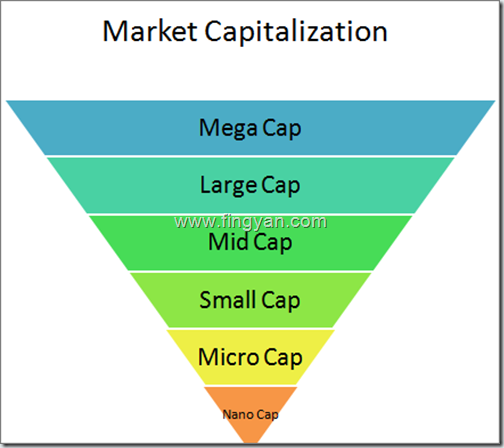 Market Capitalization
Mega Cap
Large Cap
www.fingyan.com
Mid Cap
Small Cap
Micro Cap
Nano Cap